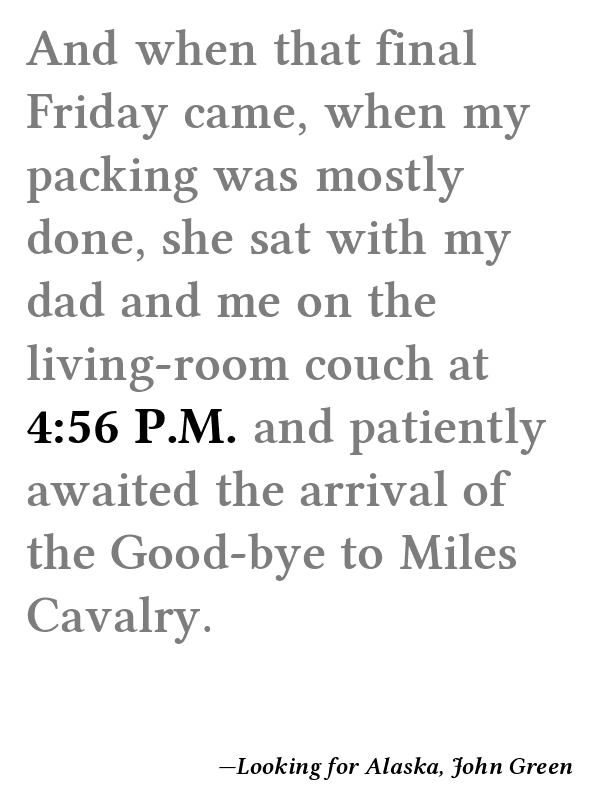 And when that final
Friday came, when my
packing was mostly
done, she sat with my
dad and me on the
living-room couch at
4:56 P.M. and patiently
awaited the arrival of
the Good-bye to Miles
Cavalry.
—Looking for Alaska, John Green